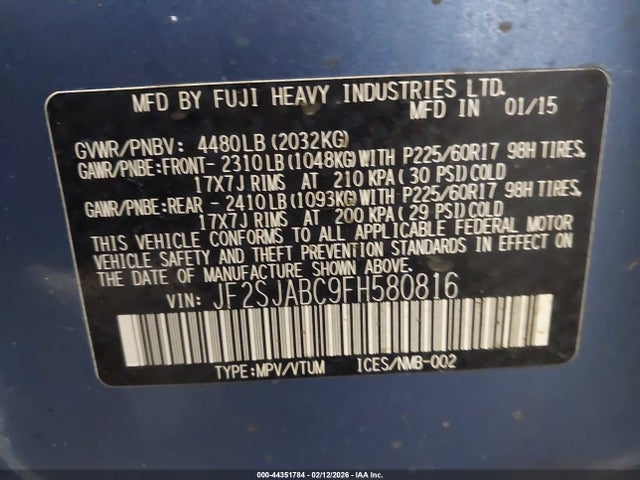 MFD BY FUJI HEAVY INDUSTRIES LTD.
MFD IN 01/15
GVWR/PNBV: 4480LB (2032KG)
GAWR/PNBE:FRONT- 2310LB(1048KG)WITH P225/60R17 98H TIRES,
17X7J RIMS AT 210 KPA( 30 PSI)COLD
GAWR/PNBE:REAR - 2410LB(1093KG)WITH P225/60R17 98H TIRES,
17X7J RIMS AT 200 KPA( 29 PSI)COLD
THIS VEHICLE CONFORMS TO ALL APPLICABLE FEDERAL MOTOR
VEHICLE SAFETY AND THEFT PREVENTION STANDARDS IN EFFECT ON
THE DATE OF MANUFACTURE SHOWN ABOVE.
VIN: JF2SJABC9FH580816
TYPE:MPV/VTUM ICES/NMB-002
000-44351784 - 02/12/2026 - IAA Inc.